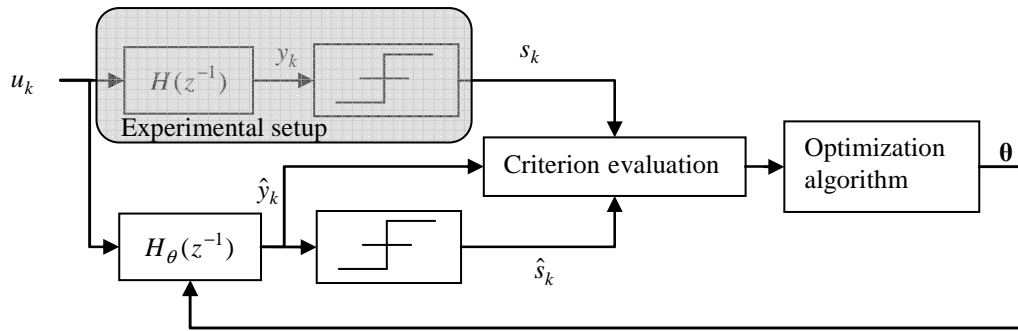 u_k
H(z^{-1})
y_k
s_k
Experimental setup
Criterion evaluation
Optimization
algorithm
θ
ŷ_k
H_θ(z^{-1})
ŝ_k